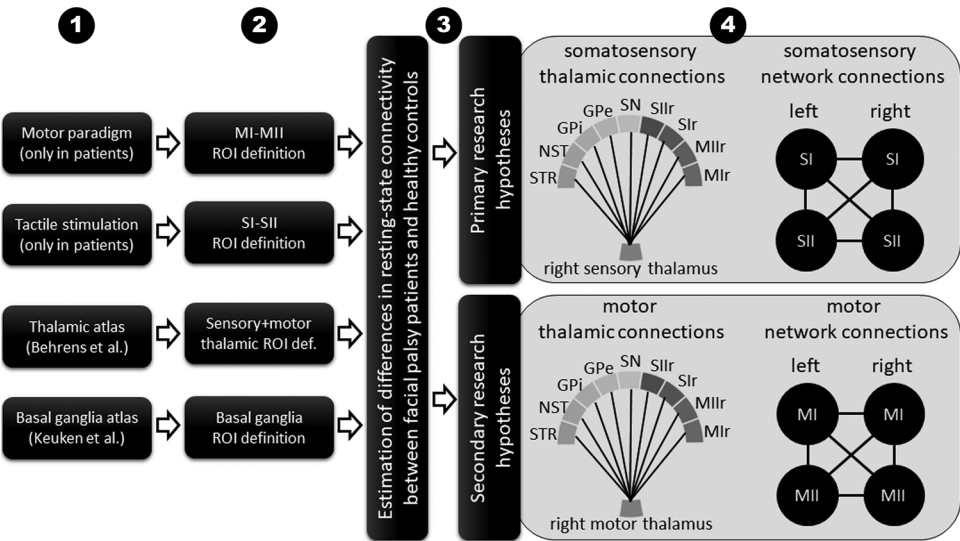 1
2
3
4
Motor paradigm
(only in patients)
MI-MII
ROI definition
Tactile stimulation
(only in patients)
SI-SII
ROI definition
Thalamic atlas
(Behrens et al.)
Sensory+motor
thalamic ROI def.
Basal ganglia atlas
(Keuken et al.)
Basal ganglia
ROI definition
Estimation of differences in resting-state connectivity
between facial palsy patients and healthy controls
Primary research
hypotheses
somatosensory
thalamic connections
STR
NST
GPi
GPe
SN
SIIr
SIr
MIIr
MIr
right sensory thalamus
somatosensory
network connections
left right
SI SI
SII SII
Secondary research
hypotheses
motor
thalamic connections
STR
NST
GPi
GPe
SN
SIIr
SIr
MIIr
MIr
right motor thalamus
motor
network connections
left right
MI MI
MII MII